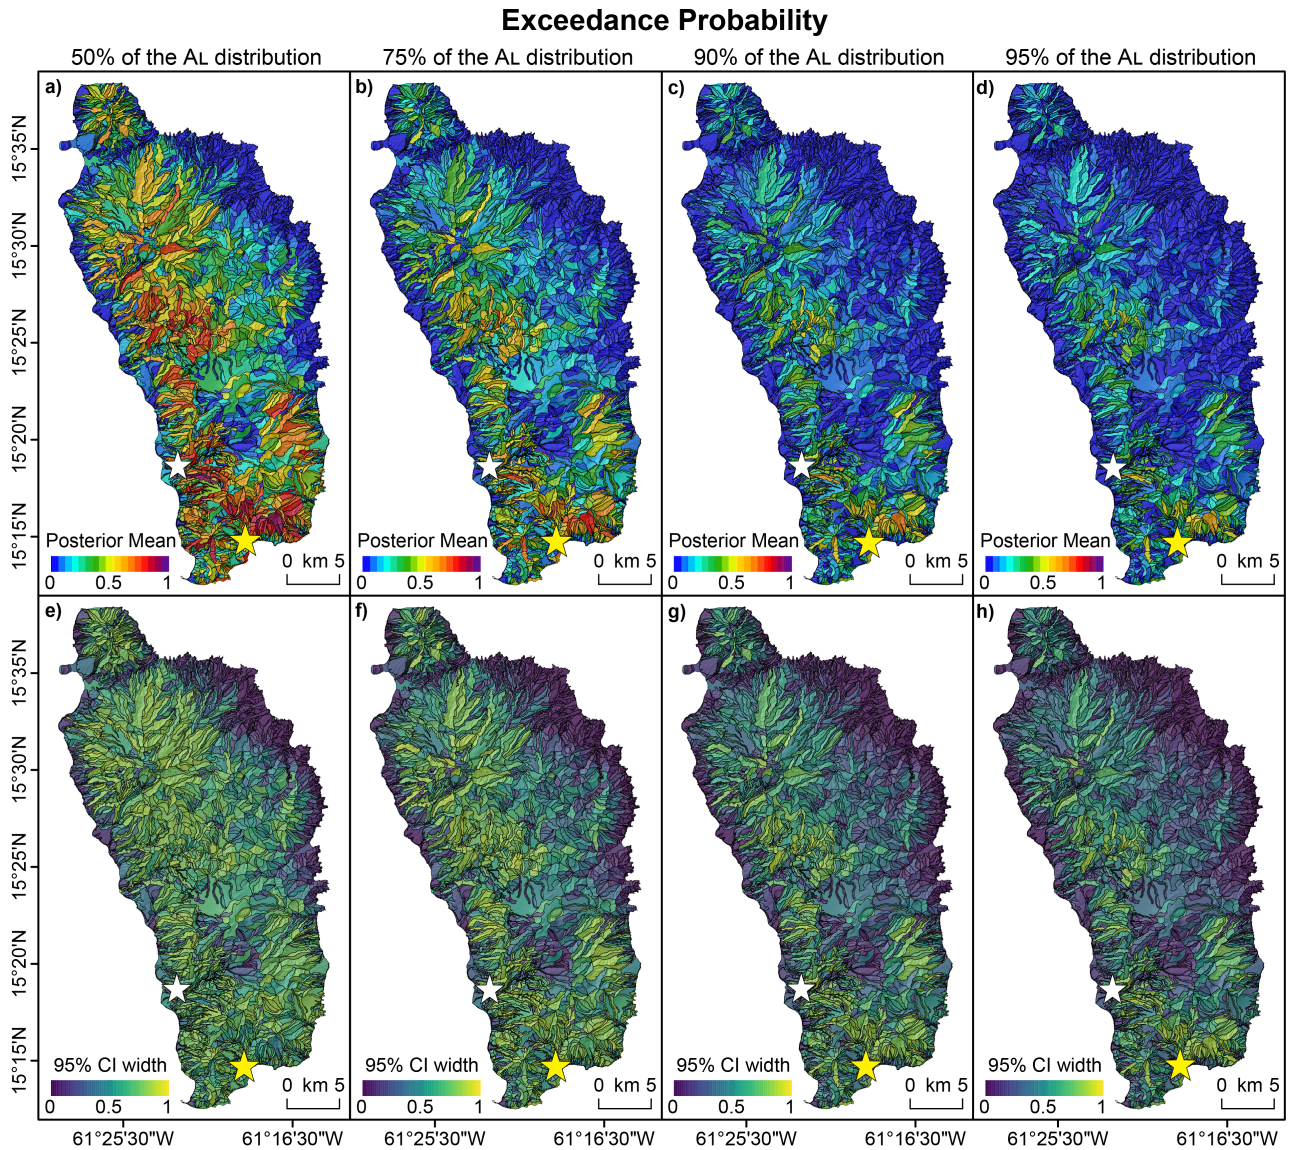 Exceedance Probability
50% of the AL distribution
75% of the AL distribution
90% of the AL distribution
95% of the AL distribution
a)
b)
c)
d)
15°35'N
15°30'N
15°25'N
15°20'N
15°15'N
Posterior Mean
0 0.5 1
0 km 5
Posterior Mean
0 0.5 1
0 km 5
Posterior Mean
0 0.5 1
0 km 5
Posterior Mean
0 0.5 1
0 km 5
e)
f)
g)
h)
15°35'N
15°30'N
15°25'N
15°20'N
15°15'N
95% CI width
0 0.5 1
0 km 5
95% CI width
0 0.5 1
0 km 5
95% CI width
0 0.5 1
0 km 5
95% CI width
0 0.5 1
0 km 5
61°25'30"W 61°16'30"W
61°25'30"W 61°16'30"W
61°25'30"W 61°16'30"W
61°25'30"W 61°16'30"W